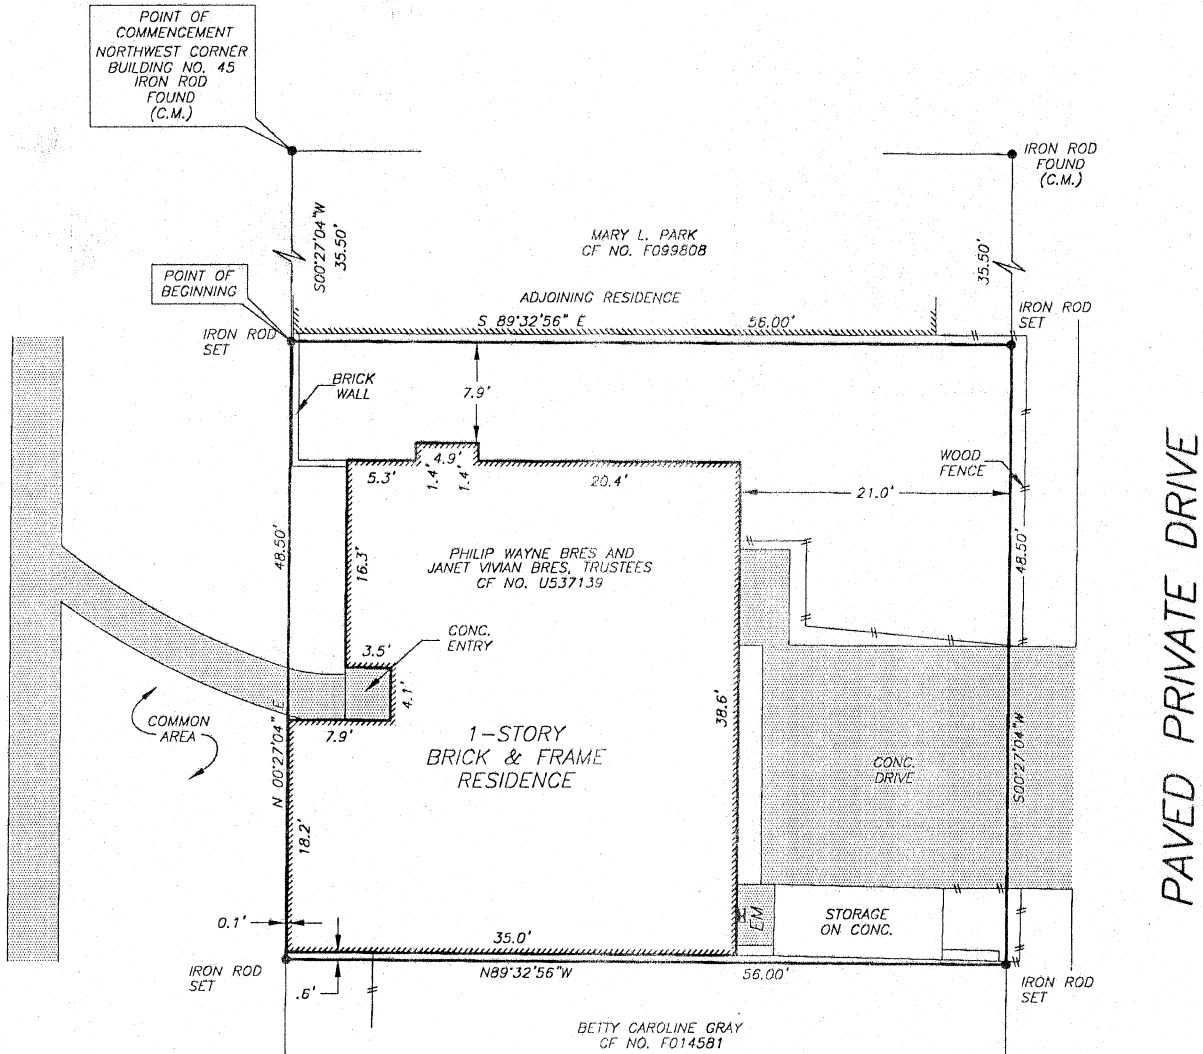 POINT OF
COMMENCEMENT
NORTHWEST CORNER
BUILDING NO. 45
IRON ROD
FOUND
(C.M.)
IRON ROD
FOUND
(C.M.)
S00°27'04"W
35.50'
35.50'
MARY L. PARK
CF NO. F099808
POINT OF
BEGINNING
ADJOINING RESIDENCE
IRON ROD
SET
S 89°32'56" E
56.00'
IRON ROD
SET
BRICK
WALL
7.9'
WOOD
FENCE
4.9'
5.3'
1.4'
1.4'
20.4'
21.0'
48.50'
16.3'
PHILIP WAYNE BRES AND
JANET VIVIAN BRES, TRUSTEES
CF NO. U537139
48.50'
PAVED PRIVATE DRIVE
CONC.
ENTRY
3.5'
4.1'
7.9'
38.6'
COMMON
AREA
N 00°27'04" E
1-STORY
BRICK & FRAME
RESIDENCE
CONC.
DRIVE
S00°27'04"W
18.2'
0.1'
35.0'
EM
STORAGE
ON CONC.
IRON ROD
SET
.6'
N89°32'56"W
56.00'
IRON ROD
SET
BETTY CAROLINE GRAY
CF NO. F014581